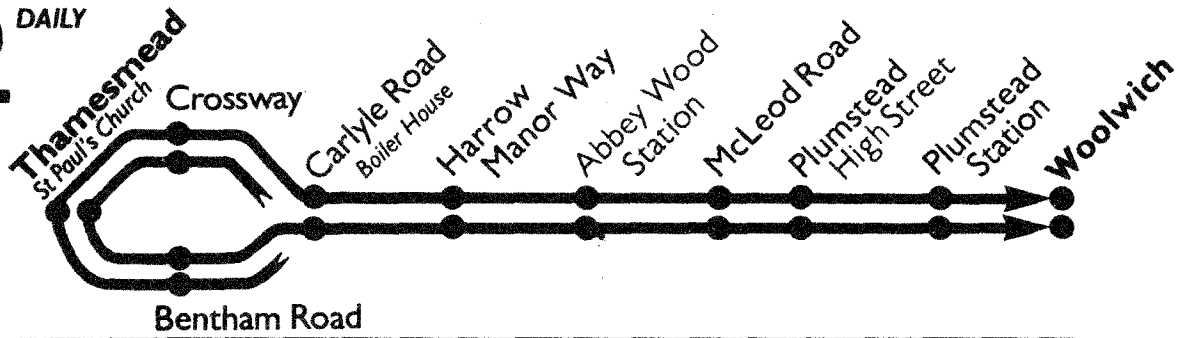 DAILY
Thamesmead
St Paul's Church
Crossway
Carlyle Road
Boiler House
Harrow
Manor Way
Abbey Wood
Station
McLeod Road
Plumstead
High Street
Plumstead
Station
Woolwich
Bentham Road